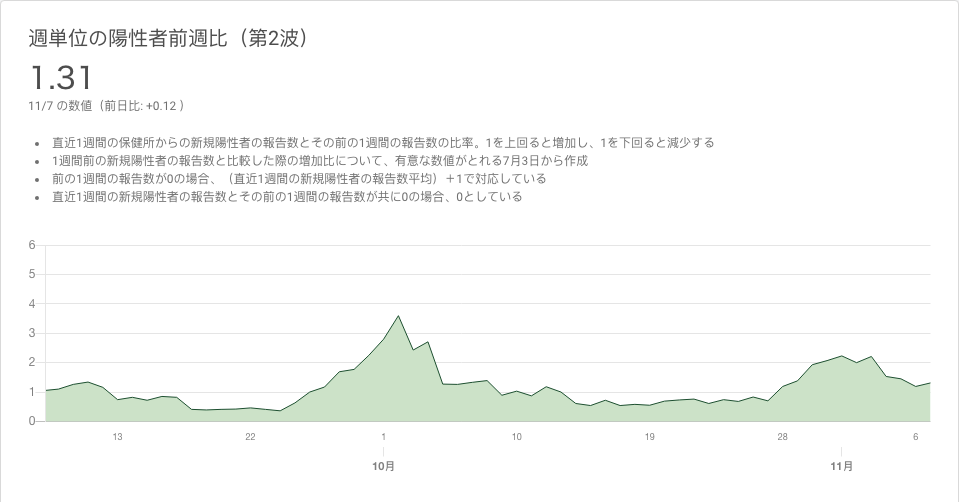 週単位の陽性者前週比（第2波）
1.31
11/7 の数値（前日比: +0.12 ）
直近1週間の保健所からの新規陽性者の報告数とその前の1週間の報告数の比率。1を上回ると増加し、1を下回ると減少する
1週間前の新規陽性者の報告数と比較した際の増加比について、有意な数値がとれる7月3日から作成
前の1週間の報告数が0の場合、（直近1週間の新規陽性者の報告数平均）＋1で対応している
直近1週間の新規陽性者の報告数とその前の1週間の報告数が共に0の場合、0としている
6
5
4
3
2
1
0
13 22 1 10 19 28 6
10月 11月